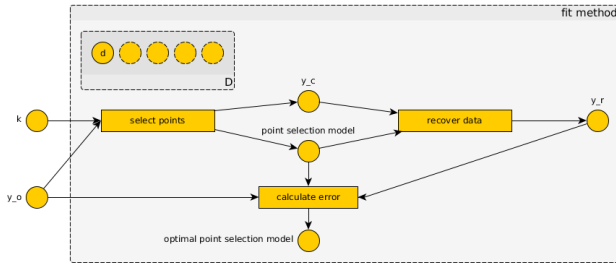 fit method
d
D
y_c
k
select points
recover data
y_r
point selection model
y_o
calculate error
optimal point selection model